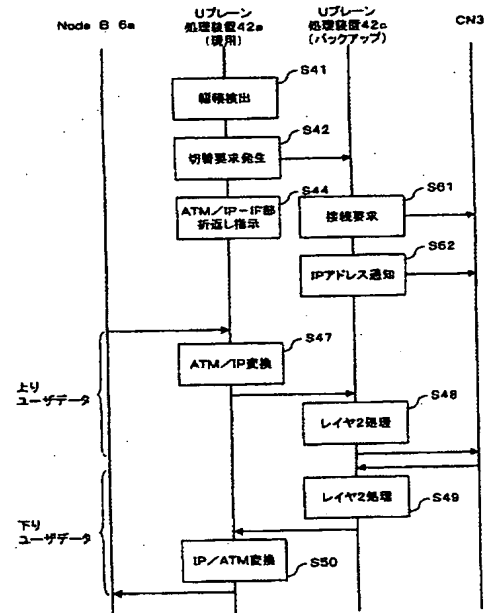 Node B 6a
Uプレーン
処理装置42a
(現用)
Uプレーン
処理装置42c
(バックアップ)
CN3
S41
輻輳検出
S42
切替要求発生
S44
ATM/IP-IF部
折返し指示
S61
接続要求
S62
IPアドレス通知
S47
ATM/IP変換
上り
ユーザデータ
S48
レイヤ2処理
レイヤ2処理
S49
下り
ユーザデータ
IP/ATM変換
S50